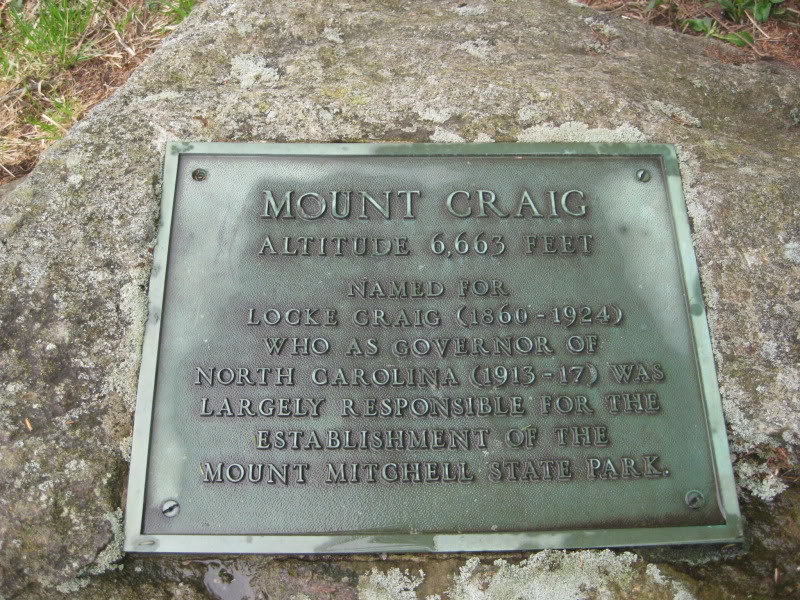 MOUNT CRAIG
ALTITUDE 6,663 FEET
NAMED FOR
LOCKE CRAIG (1860-1924)
WHO AS GOVERNOR OF
NORTH CAROLINA (1913-17) WAS
LARGELY RESPONSIBLE FOR THE
ESTABLISHMENT OF THE
MOUNT MITCHELL STATE PARK.